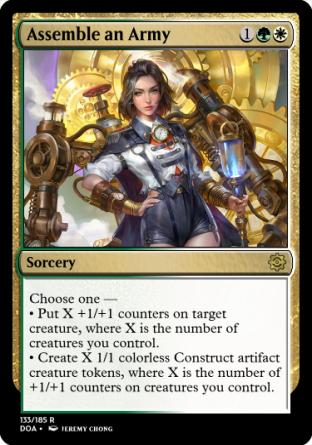 Assemble an Army 1
Sorcery
Choose one —
• Put X +1/+1 counters on target
creature, where X is the number of
creatures you control.
• Create X 1/1 colorless Construct artifact
creature tokens, where X is the number of
+1/+1 counters on creatures you control.
133/185 R
DOA • JEREMY CHONG